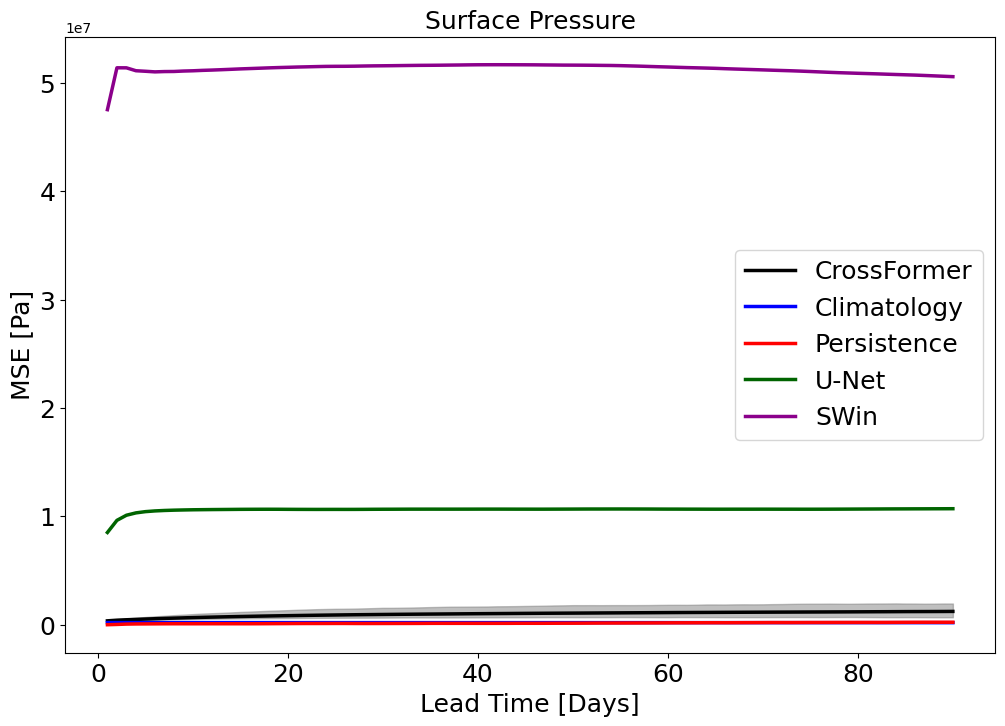 Surface Pressure
1e7
5
4
3
2
1
0
MSE [Pa]
CrossFormer
Climatology
Persistence
U-Net
SWin
0 20 40 60 80
Lead Time [Days]